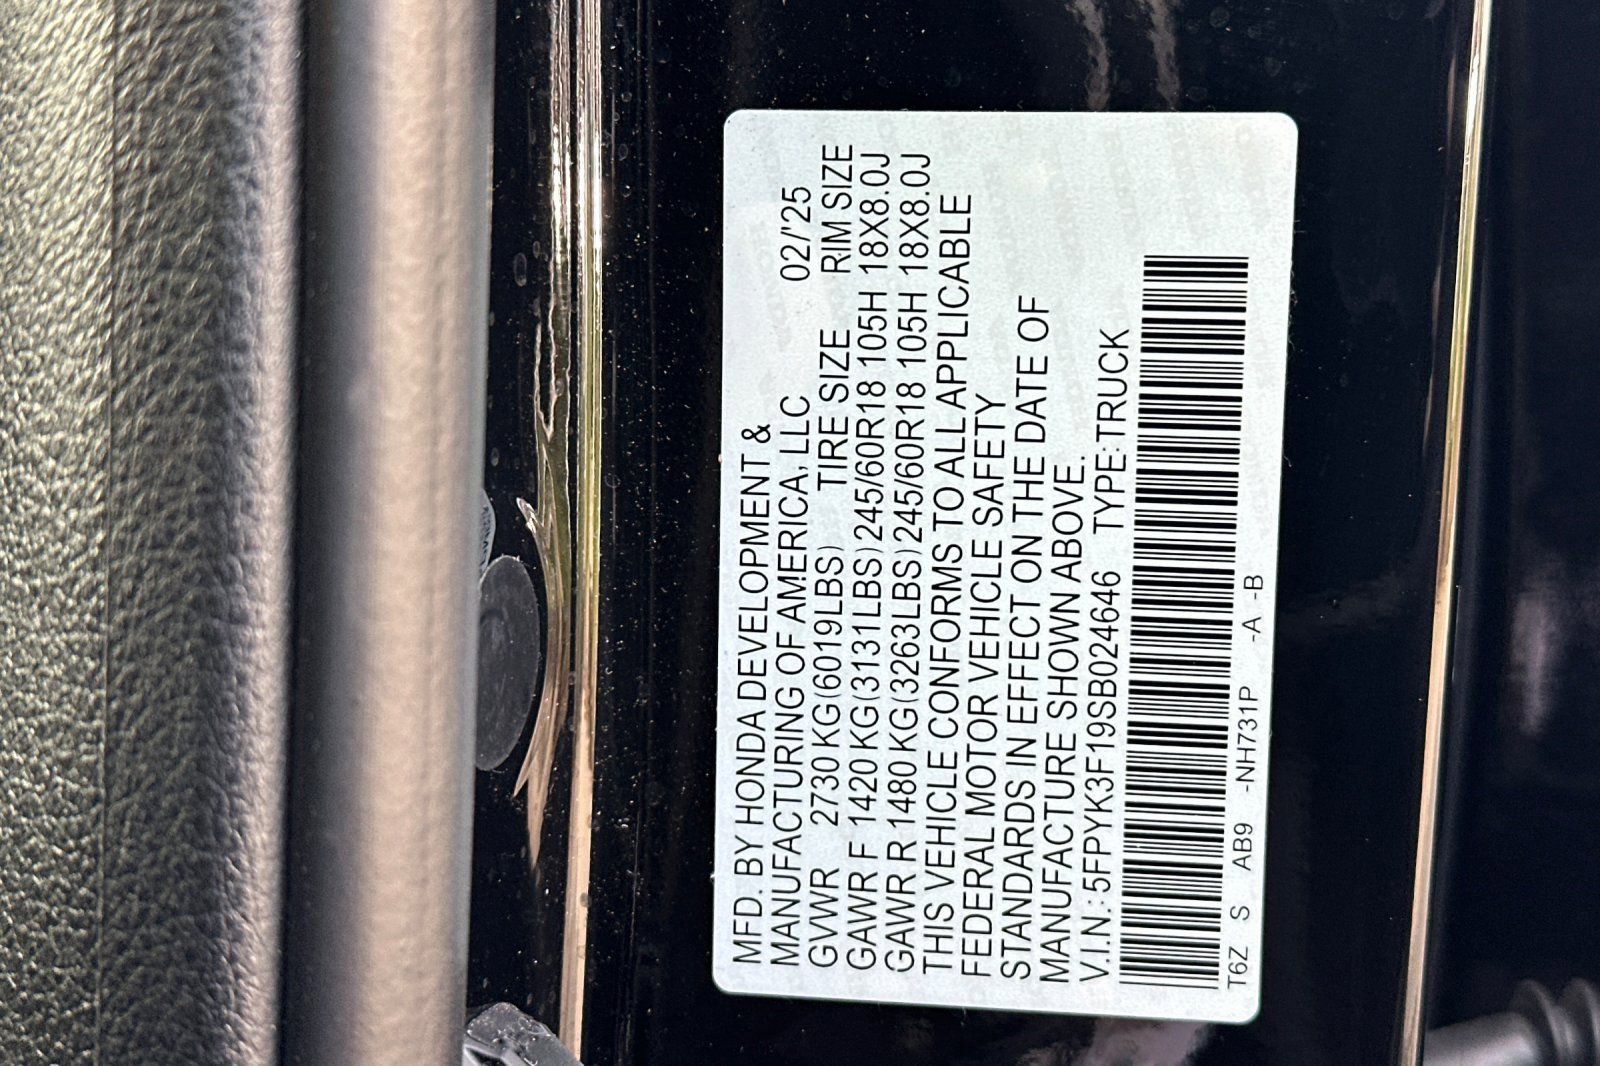 MFD. BY HONDA DEVELOPMENT &
MANUFACTURING OF AMERICA, LLC 02/'25
GVWR 2730 KG(6019LBS) TIRE SIZE RIM SIZE
GAWR F 1420 KG(3131LBS) 245/60R18 105H 18X8.0J
GAWR R 1480 KG(3263LBS) 245/60R18 105H 18X8.0J
THIS VEHICLE CONFORMS TO ALL APPLICABLE
FEDERAL MOTOR VEHICLE SAFETY
STANDARDS IN EFFECT ON THE DATE OF
MANUFACTURE SHOWN ABOVE.
V.I.N.:5FPYK3F19SB024646 TYPE:TRUCK
T6Z S AB9 -NH731P -A -B